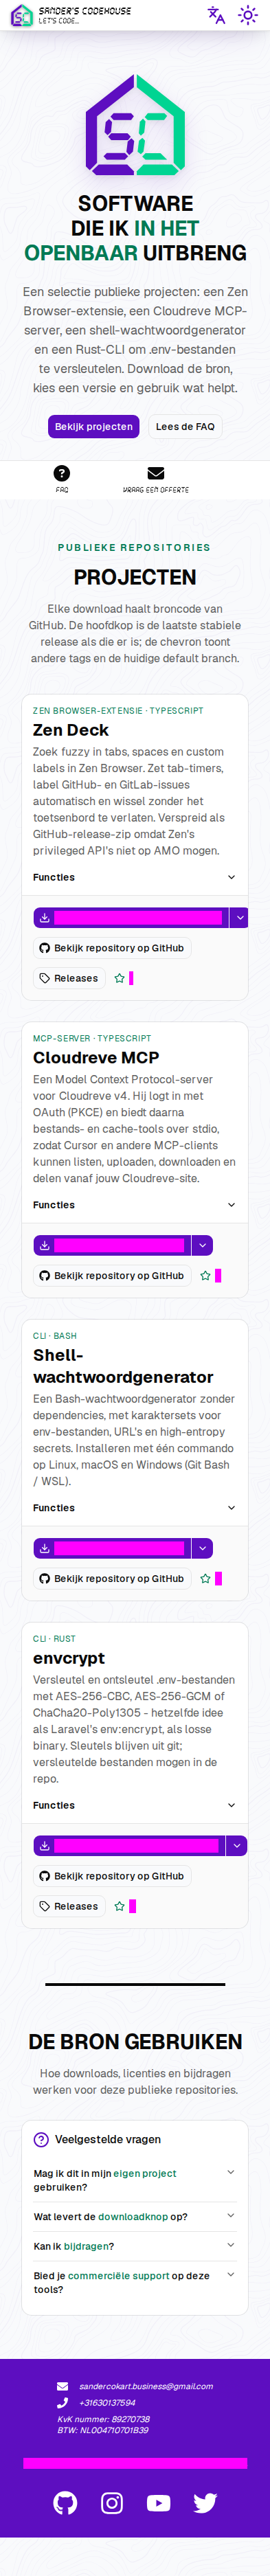 SANDER'S CODEHOUSE
LET'S CODE...
SOFTWARE
DIE IK IN HET
OPENBAAR UITBRENG
Een selectie publieke projecten: een Zen
Browser-extensie, een Cloudreve MCP-
server, een shell-wachtwoordgenerator
en een Rust-CLI om .env-bestanden
te versleutelen. Download de bron,
kies een versie en gebruik wat helpt.
Bekijk projecten
Lees de FAQ
FAQ
VRAAG EEN OFFERTE
PUBLIEKE REPOSITORIES
PROJECTEN
Elke download haalt broncode van
GitHub. De hoofdkop is de laatste stabiele
release als die er is; de chevron toont
andere tags en de huidige default-branch.
ZEN BROWSER-EXTENSIE · TYPESCRIPT
Zen Deck
Zoek fuzzy in tabs, spaces en custom
labels in Zen Browser. Zet tab-timers,
label GitHub- en GitLab-issues
automatisch en wissel zonder het
toetsenbord te verlaten. Verspreid als
GitHub-release-zip omdat Zen's
privileged API's niet op AMO mogen.
Functies
Bekijk repository op GitHub
Releases
MCP-SERVER · TYPESCRIPT
Cloudreve MCP
Een Model Context Protocol-server
voor Cloudreve v4. Hij logt in met
OAuth (PKCE) en biedt daarna
bestands- en cache-tools over stdio,
zodat Cursor en andere MCP-clients
kunnen listen, uploaden, downloaden en
delen vanaf jouw Cloudreve-site.
Functies
Bekijk repository op GitHub
CLI · BASH
Shell-
wachtwoordgenerator
Een Bash-wachtwoordgenerator zonder
dependencies, met karaktersets voor
env-bestanden, URL's en high-entropy
secrets. Installeren met één commando
op Linux, macOS en Windows (Git Bash
/ WSL).
Functies
Bekijk repository op GitHub
CLI · RUST
envcrypt
Versleutel en ontsleutel .env-bestanden
met AES-256-CBC, AES-256-GCM of
ChaCha20-Poly1305 - hetzelfde idee
als Laravel's env:encrypt, als losse
binary. Sleutels blijven uit git;
versleutelde bestanden mogen in de
repo.
Functies
Bekijk repository op GitHub
Releases
DE BRON GEBRUIKEN
Hoe downloads, licenties en bijdragen
werken voor deze publieke repositories.
Veelgestelde vragen
Mag ik dit in mijn eigen project
gebruiken?
Wat levert de downloadknop op?
Kan ik bijdragen?
Bied je commerciële support op deze
tools?
sandercokart.business@gmail.com
+31630137594
KvK nummer: 89270738
BTW: NL004710701B39